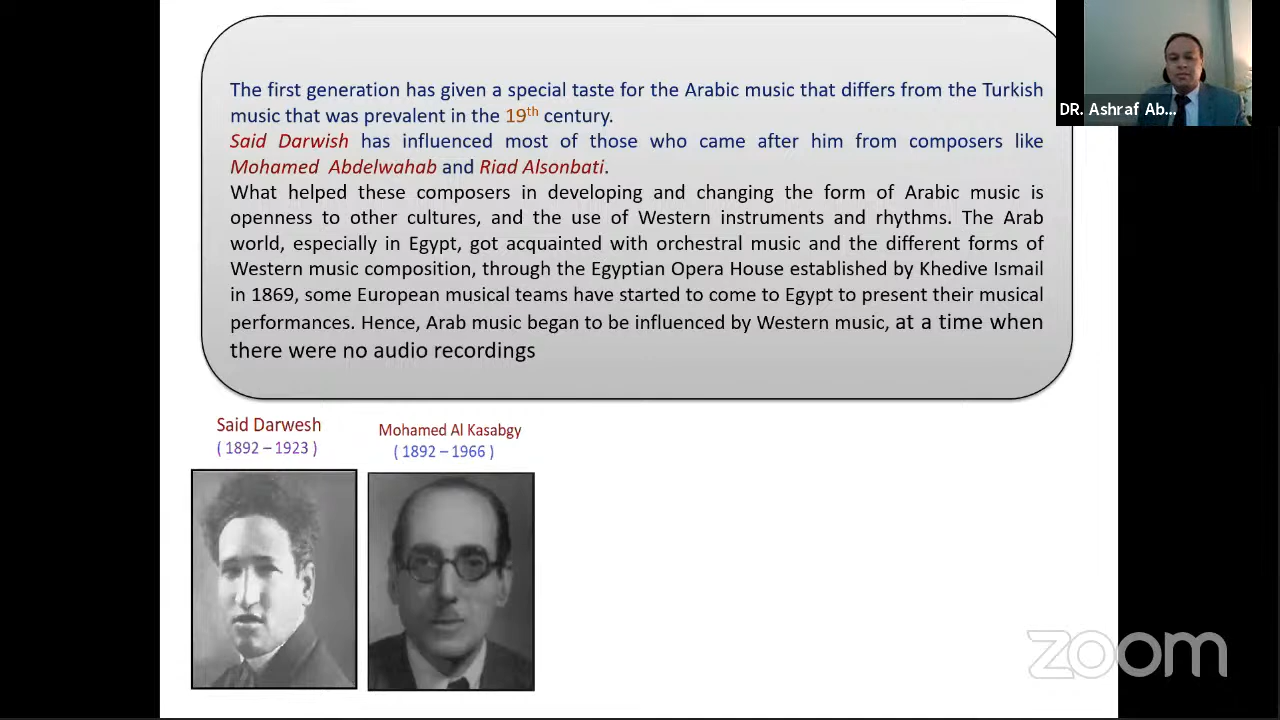 The first generation has given a special taste for the Arabic music that differs from the Turkish
music that was prevalent in the 19th century.
Said Darwish has influenced most of those who came after him from composers like
Mohamed Abdelwahab and Riad Alsonbati.
What helped these composers in developing and changing the form of Arabic music is
openness to other cultures, and the use of Western instruments and rhythms. The Arab
world, especially in Egypt, got acquainted with orchestral music and the different forms of
Western music composition, through the Egyptian Opera House established by Khedive Ismail
in 1869, some European musical teams have started to come to Egypt to present their musical
performances. Hence, Arab music began to be influenced by Western music, at a time when
there were no audio recordings
Said Darwesh
( 1892 – 1923 )
Mohamed Al Kasabgy
( 1892 – 1966 )
DR. Ashraf Ab...
zoom